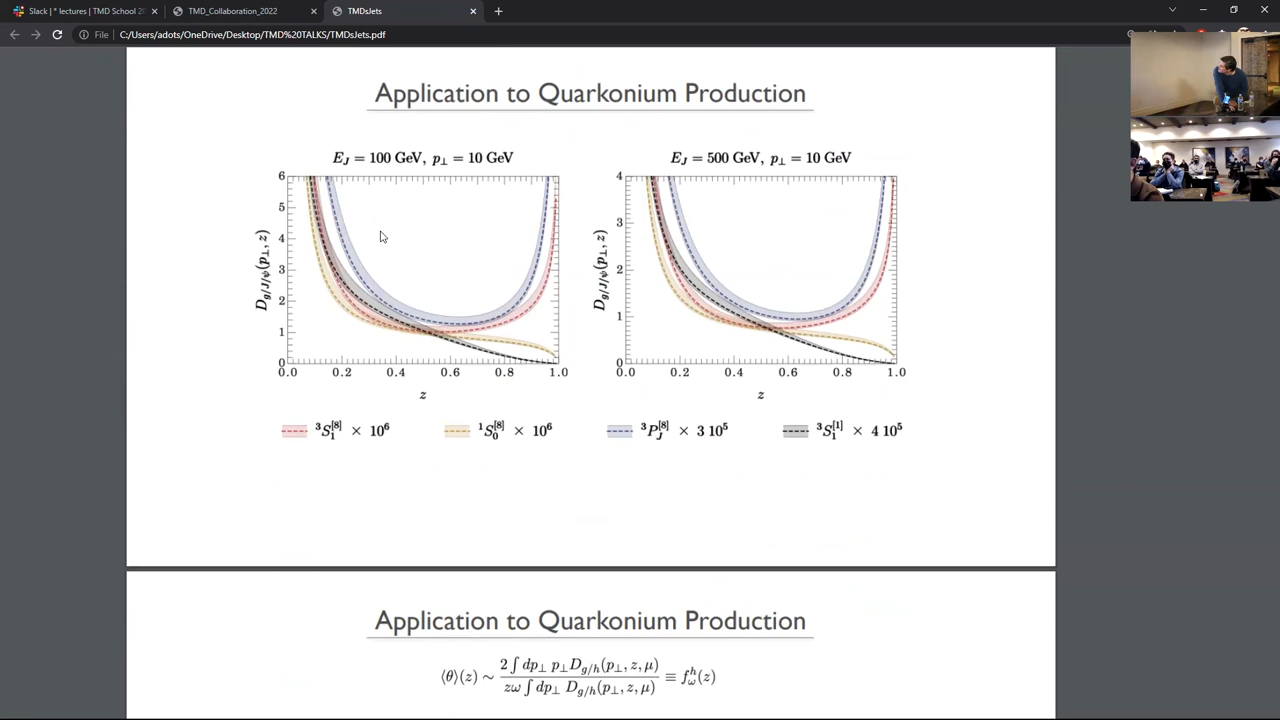 Slack | * lectures | TMD School 2
TMD_Collaboration_2022
TMDsJets
File
C:/Users/adots/OneDrive/Desktop/TMD%20TALKS/TMDsJets.pdf
Application to Quarkonium Production
E_J = 100 GeV, p_⊥ = 10 GeV
E_J = 500 GeV, p_⊥ = 10 GeV
D_{g/J/ψ}(p_⊥, z)
6
5
4
3
2
1
0
0.0 0.2 0.4 0.6 0.8 1.0
z
D_{g/J/ψ}(p_⊥, z)
4
3
2
1
0
0.0 0.2 0.4 0.6 0.8 1.0
z
³S₁^[8] × 10⁶
¹S₀^[8] × 10⁶
³P_J^[8] × 3 10⁵
³S₁^[1] × 4 10⁵
Application to Quarkonium Production
⟨θ⟩(z) ∼ 2 ∫ dp_⊥ p_⊥ D_{g/h}(p_⊥, z, μ) / zω ∫ dp_⊥ D_{g/h}(p_⊥, z, μ) ≡ f_ω^h(z)